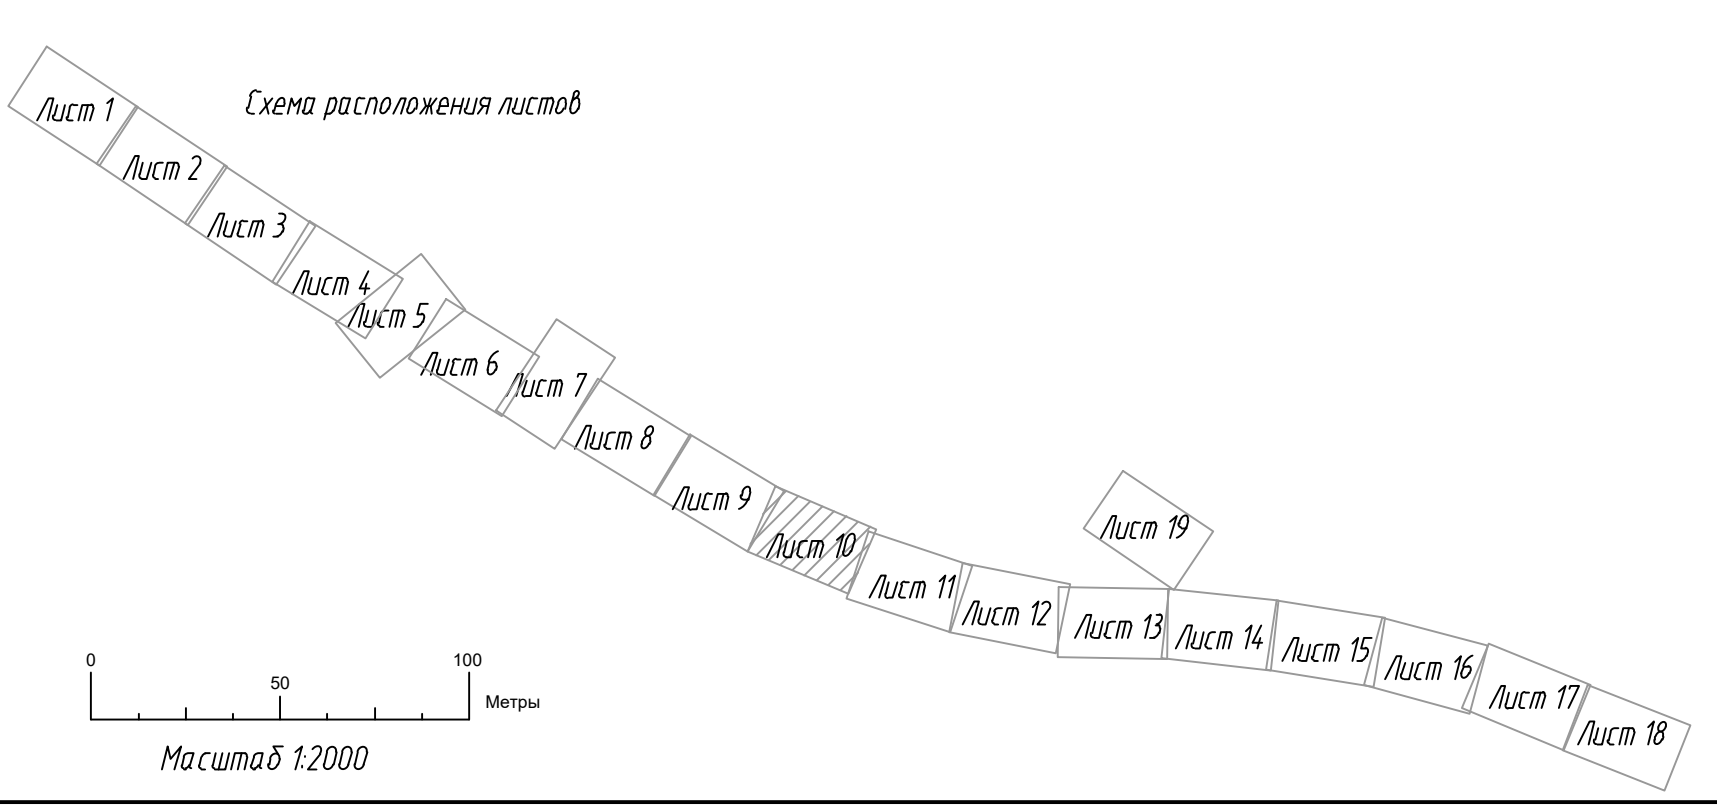 Схема расположения листов
Лист 1
Лист 2
Лист 3
Лист 4
Лист 5
Лист 6
Лист 7
Лист 8
Лист 9
Лист 10
Лист 11
Лист 12
Лист 13
Лист 14
Лист 15
Лист 16
Лист 17
Лист 18
Лист 19
0 50 100
Метры
Масштаб 1:2000